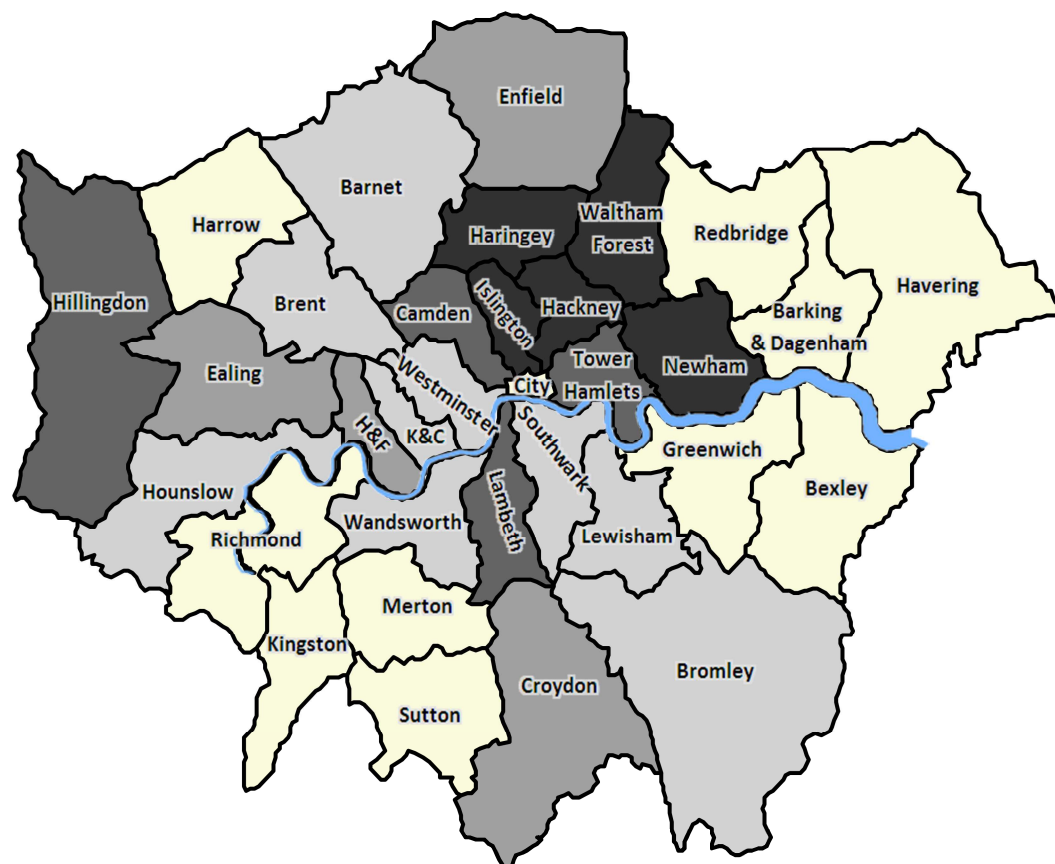 Enfield
Barnet
Harrow
Haringey
Waltham
Forest
Redbridge
Havering
Hillingdon
Brent
Camden
Islington
Hackney
Barking
& Dagenham
Ealing
Westminster
City
Tower
Hamlets
Newham
H&F
K&C
Southwark
Greenwich
Hounslow
Wandsworth
Lambeth
Lewisham
Bexley
Richmond
Merton
Kingston
Sutton
Croydon
Bromley